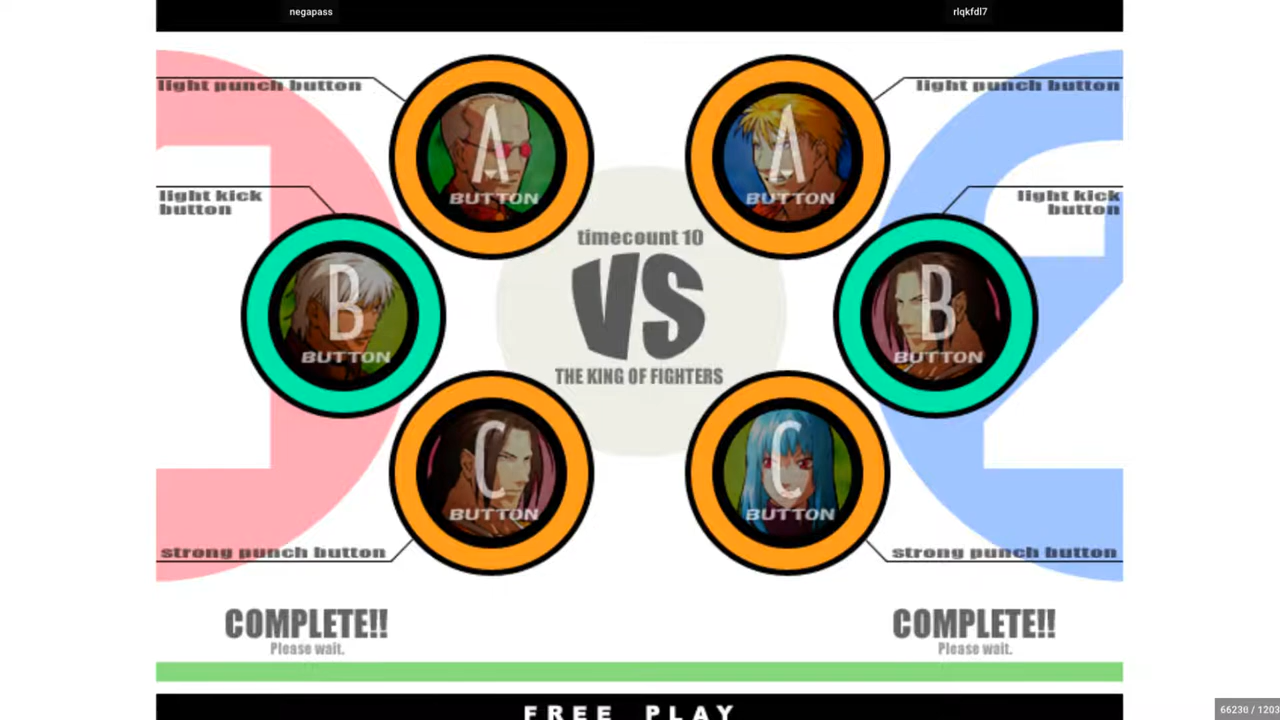 negapass
rlqkfdl7
light punch button
light punch button
A
BUTTON
A
BUTTON
light kick
button
light kick
button
timecount 10
VS
THE KING OF FIGHTERS
B
BUTTON
B
BUTTON
C
BUTTON
C
BUTTON
strong punch button
strong punch button
COMPLETE!!
Please wait.
COMPLETE!!
Please wait.
FREE PLAY